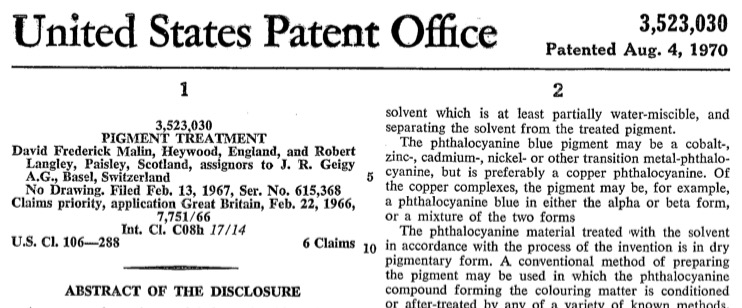 United States Patent Office
3,523,030
Patented Aug. 4, 1970
1
3,523,030
PIGMENT TREATMENT
David Frederick Malin, Heywood, England, and Robert
Langley, Paisley, Scotland, assignors to J. R. Geigy
A.G., Basel, Switzerland
No Drawing. Filed Feb. 13, 1967, Ser. No. 615,368
Claims priority, application Great Britain, Feb. 22, 1966,
7,751/66
Int. Cl. C08h 17/14
U.S. Cl. 106—288 6 Claims
ABSTRACT OF THE DISCLOSURE
5
10
2
solvent which is at least partially water-miscible, and
separating the solvent from the treated pigment.
The phthalocyanine blue pigment may be a cobalt-,
zinc-, cadmium-, nickel- or other transition metal-phthalo-
cyanine, but is preferably a copper phthalocyanine. Of
the copper complexes, the pigment may be, for example,
a phthalocyanine blue in either the alpha or beta form,
or a mixture of the two forms
The phthalocyanine material treated with the solvent
in accordance with the process of the invention is in dry
pigmentary form. A conventional method of preparing
the pigment may be used in which the phthalocyanine
compound forming the colouring matter is conditioned
or after-treated by any of a variety of known methods,